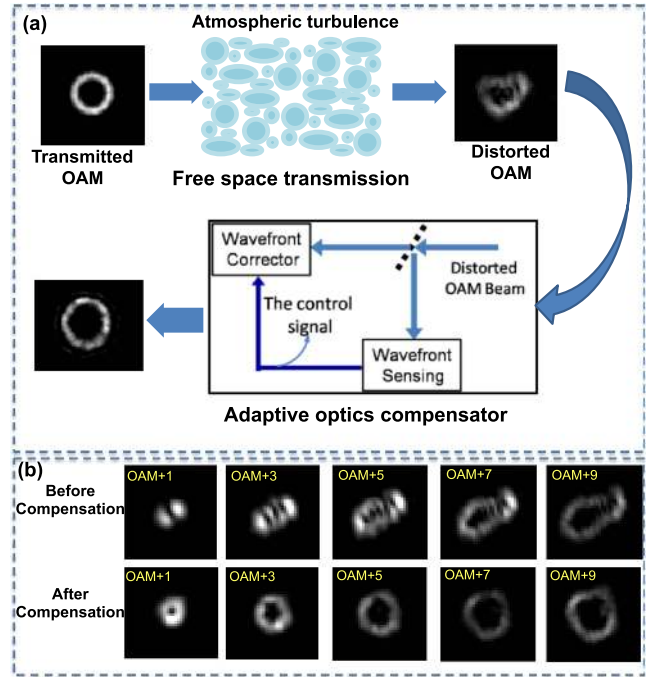 (a)
Atmospheric turbulence
Transmitted
OAM
Free space transmission
Distorted
OAM
Wavefront
Corrector
Distorted
OAM Beam
The control
signal
Wavefront
Sensing
Adaptive optics compensator
(b)
Before
Compensation
OAM+1
OAM+3
OAM+5
OAM+7
OAM+9
After
Compensation
OAM+1
OAM+3
OAM+5
OAM+7
OAM+9